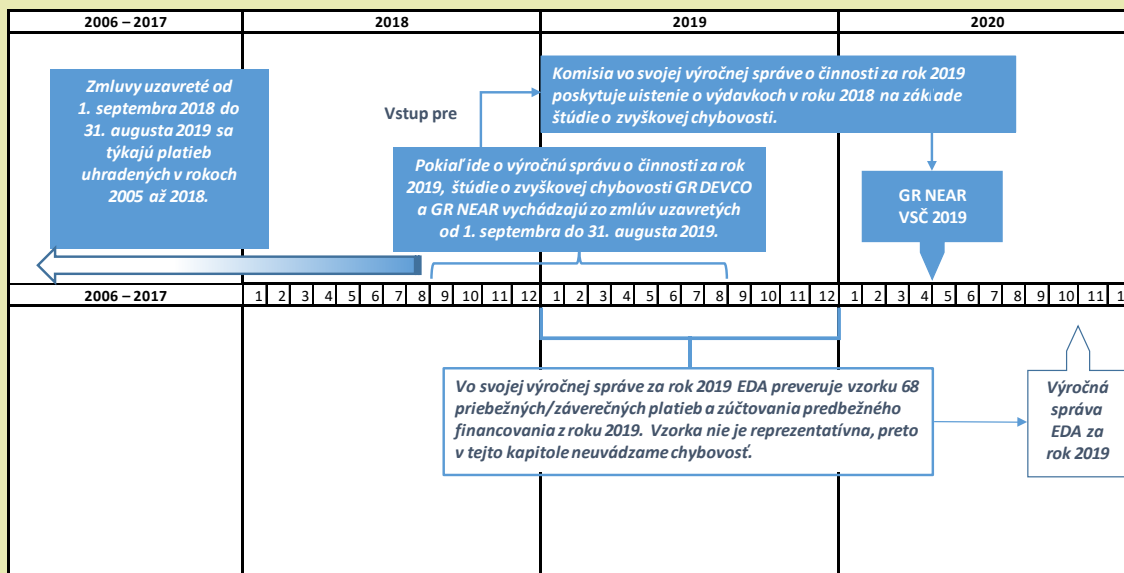 2006 – 2017 2018 2019 2020
Zmluvy uzavreté od
1. septembra 2018 do
31. augusta 2019 sa
týkajú platieb
uhradených v rokoch
2005 až 2018.
Vstup pre
Komisia vo svojej výročnej správe o činnosti za rok 2019
poskytuje uistenie o výdavkoch v roku 2018 na základe
štúdie o zvyškovej chybovosti.
Pokiaľ ide o výročnú správu o činnosti za rok
2019, štúdie o zvyškovej chybovosti GR DEVCO
a GR NEAR vychádzajú zo zmlúv uzavretých
od 1. septembra do 31. augusta 2019.
GR NEAR
VSČ 2019
2006 – 2017 1 2 3 4 5 6 7 8 9 10 11 12 1 2 3 4 5 6 7 8 9 10 11 12 1 2 3 4 5 6 7 8 9 10 11 1
Vo svojej výročnej správe za rok 2019 EDA preveruje vzorku 68
priebežných/záverečných platieb a zúčtovania predbežného
financovania z roku 2019. Vzorka nie je reprezentatívna, preto
v tejto kapitole neuvádzame chybovosť.
Výročná
správa
EDA za
rok 2019